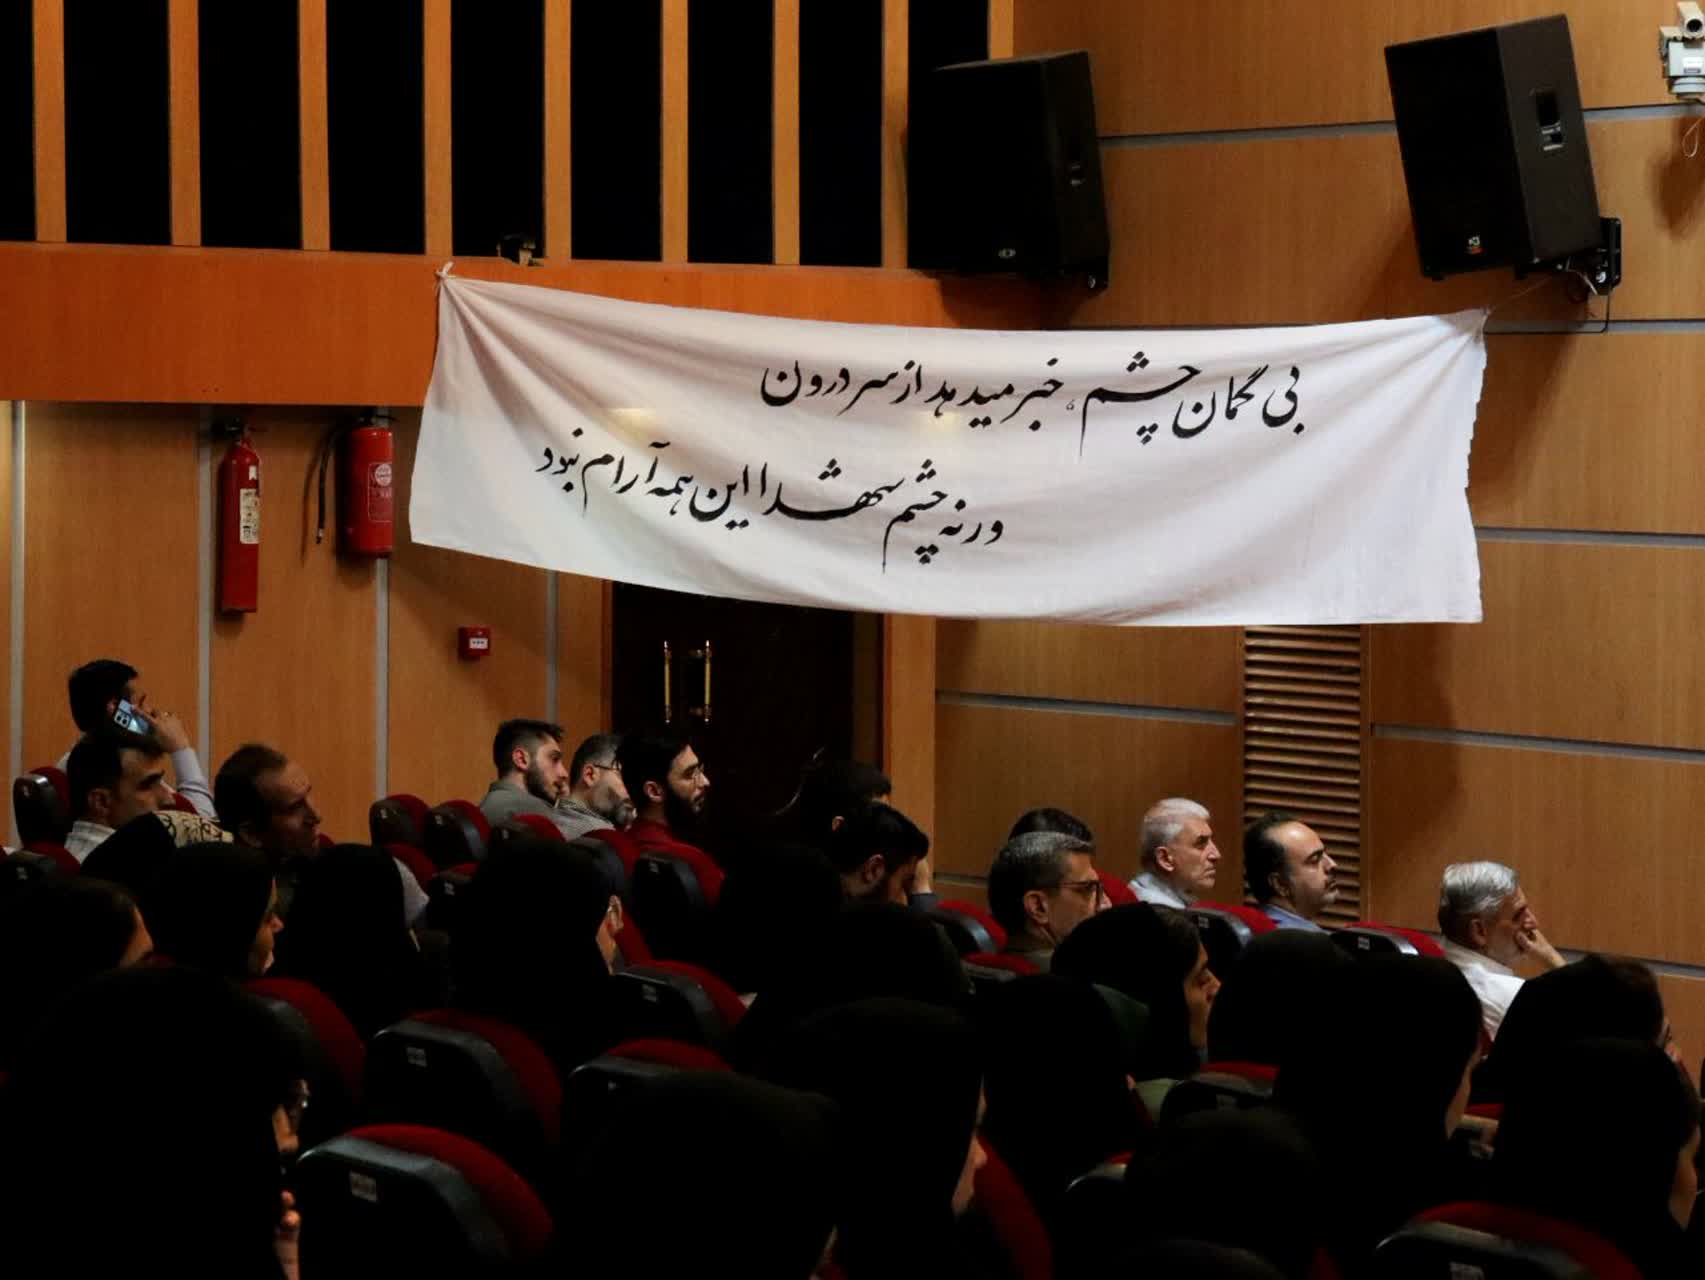 بی گمان چشم، خبر میدهد از سر درون
ورنه چشم شهدا این همه آرام نبود